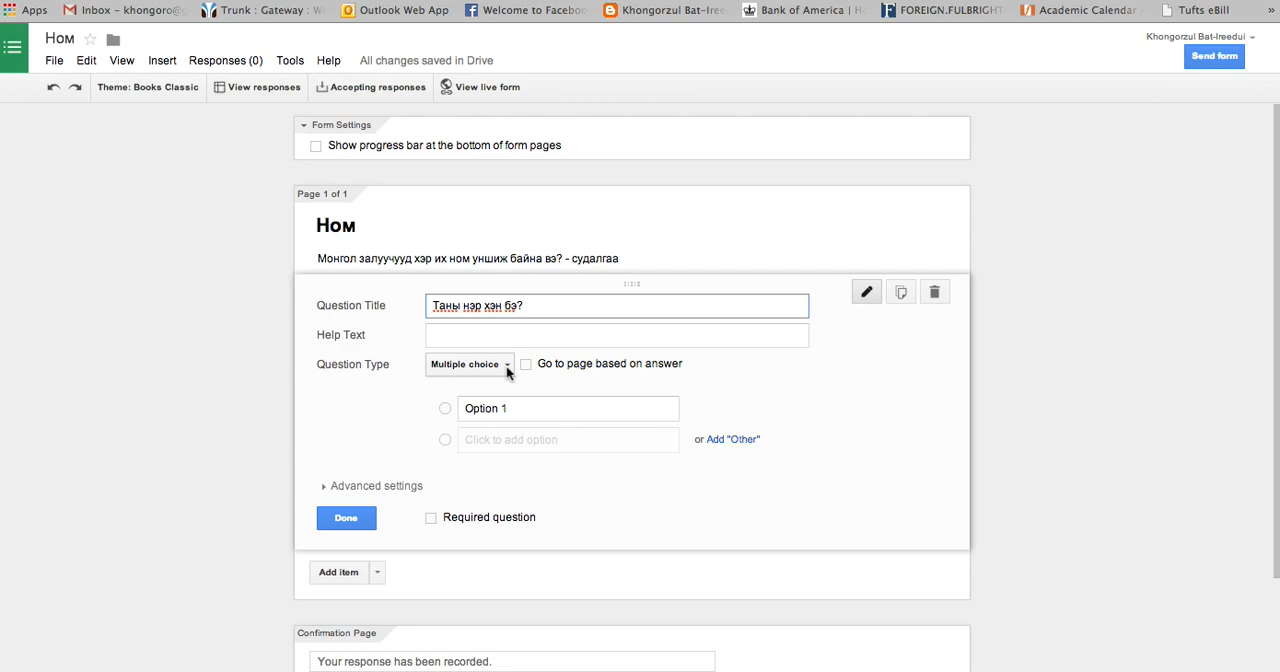 Apps Inbox – khongoro@ Trunk : Gateway : W Outlook Web App Welcome to Faceboo Khongorzul Bat-Iree Bank of America | H FOREIGN.FULBRIGHT Academic Calendar Tufts eBill »
Ном
Khongorzul Bat-Ireedui
File Edit View Insert Responses (0) Tools Help All changes saved in Drive
Send form
Theme: Books Classic View responses Accepting responses View live form
Form Settings
Show progress bar at the bottom of form pages
Page 1 of 1
Ном
Монгол залуучууд хэр их ном уншиж байна вэ? - судалгаа
Question Title Таны нэр хэн бэ?
Help Text
Question Type Multiple choice Go to page based on answer
Option 1
Click to add option or Add "Other"
Advanced settings
Done Required question
Add item
Confirmation Page
Your response has been recorded.